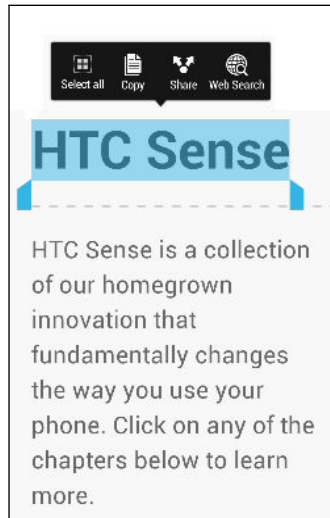 Select all Copy Share Web Search
HTC Sense
HTC Sense is a collection
of our homegrown
innovation that
fundamentally changes
the way you use your
phone. Click on any of the
chapters below to learn
more.